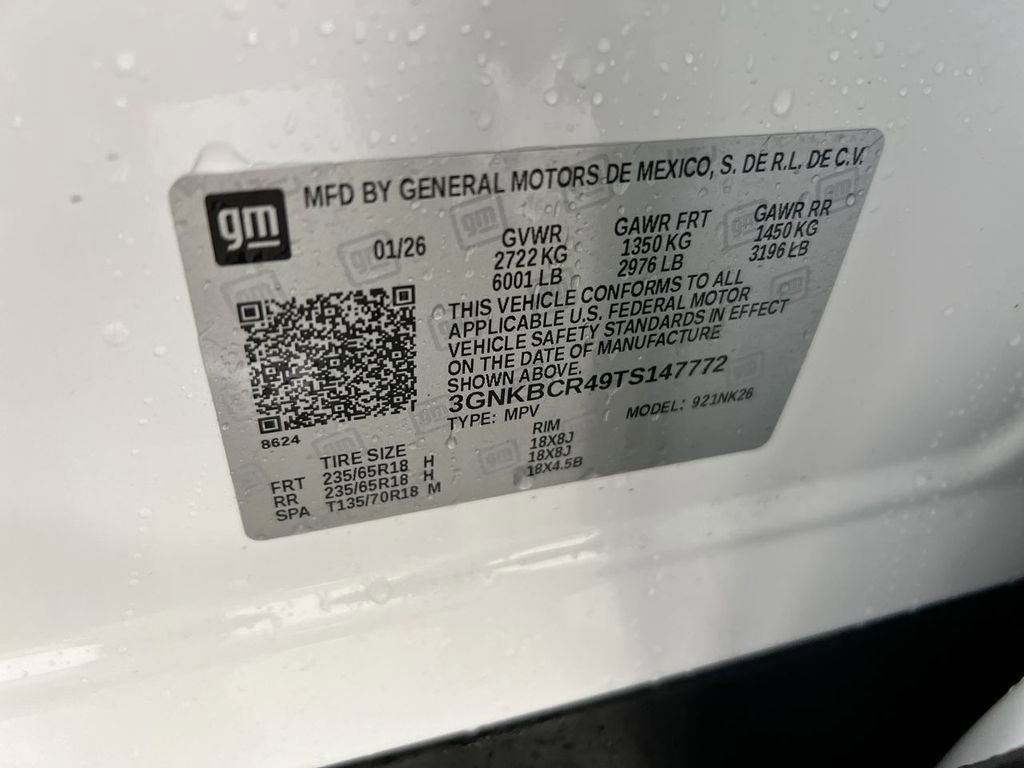 gm
MFD BY GENERAL MOTORS DE MEXICO, S. DE R.L. DE C.V.
01/26
GVWR
2722 KG
6001 LB
GAWR FRT
1350 KG
2976 LB
GAWR RR
1450 KG
3196 LB
THIS VEHICLE CONFORMS TO ALL
APPLICABLE U.S. FEDERAL MOTOR
VEHICLE SAFETY STANDARDS IN EFFECT
ON THE DATE OF MANUFACTURE
SHOWN ABOVE.
3GNKBCR49TS147772
TYPE: MPV MODEL: 921NK26
8624
TIRE SIZE RIM
FRT 235/65R18 H 18X8J
RR 235/65R18 H 18X8J
SPA T135/70R18 M 18X4.5B